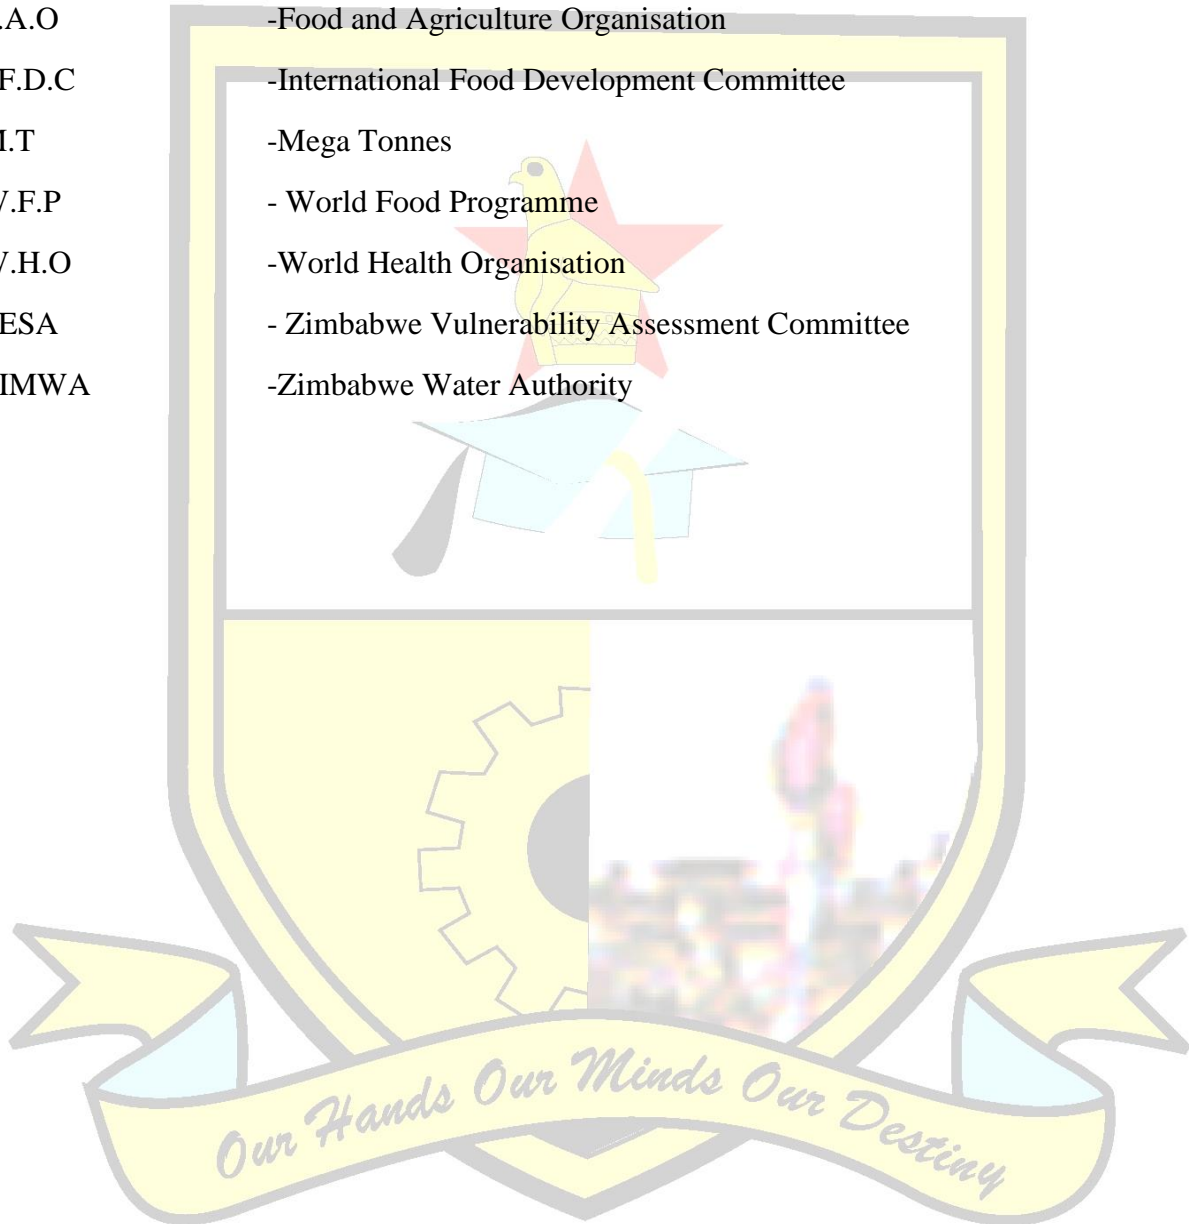 .A.O -Food and Agriculture Organisation
F.D.C -International Food Development Committee
.T -Mega Tonnes
.F.P - World Food Programme
.H.O -World Health Organisation
ESA - Zimbabwe Vulnerability Assessment Committee
IMWA -Zimbabwe Water Authority
Our Hands Our Minds Our Destiny